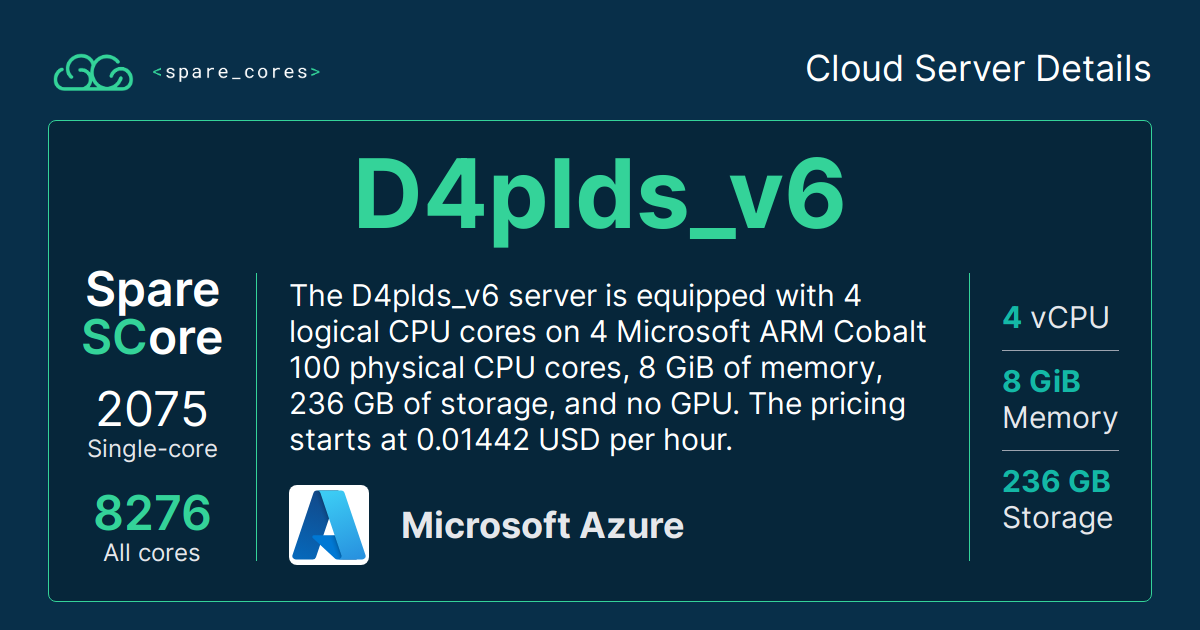 <spare_cores>
Cloud Server Details
D4plds_v6
Spare
SCore
2075
Single-core
8276
All cores
The D4plds_v6 server is equipped with 4
logical CPU cores on 4 Microsoft ARM Cobalt
100 physical CPU cores, 8 GiB of memory,
236 GB of storage, and no GPU. The pricing
starts at 0.01442 USD per hour.
Microsoft Azure
4 vCPU
8 GiB
Memory
236 GB
Storage